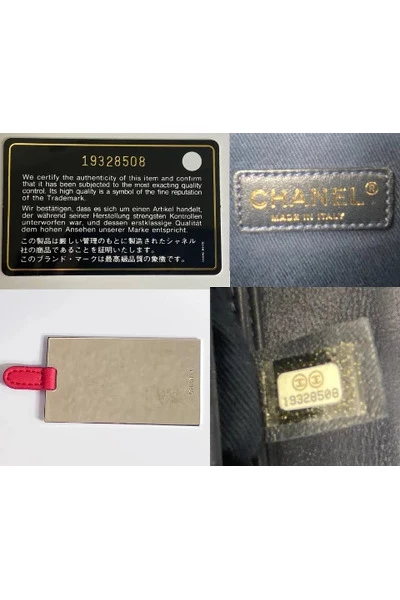 19328508
We certify the authenticity of this item and confirm
that it has been subjected to the most exacting quality
control. Its high quality is a symbol of the fine reputation
of the Trademark.
Wir bestätigen, dass es sich um einen Artikel handelt,
der während seiner Herstellung strengsten Kontrollen
unterworfen war und dessen erstklassige Qualität
dem hohen Ansehen unserer Marke entspricht.
この製品は厳しい管理のもとに製造されたシャネル
社の商品であることを証明いたします。
このブランド・マークは最高級品質の象徴です。
CHANEL®
MADE IN ITALY
CHANEL
19328508